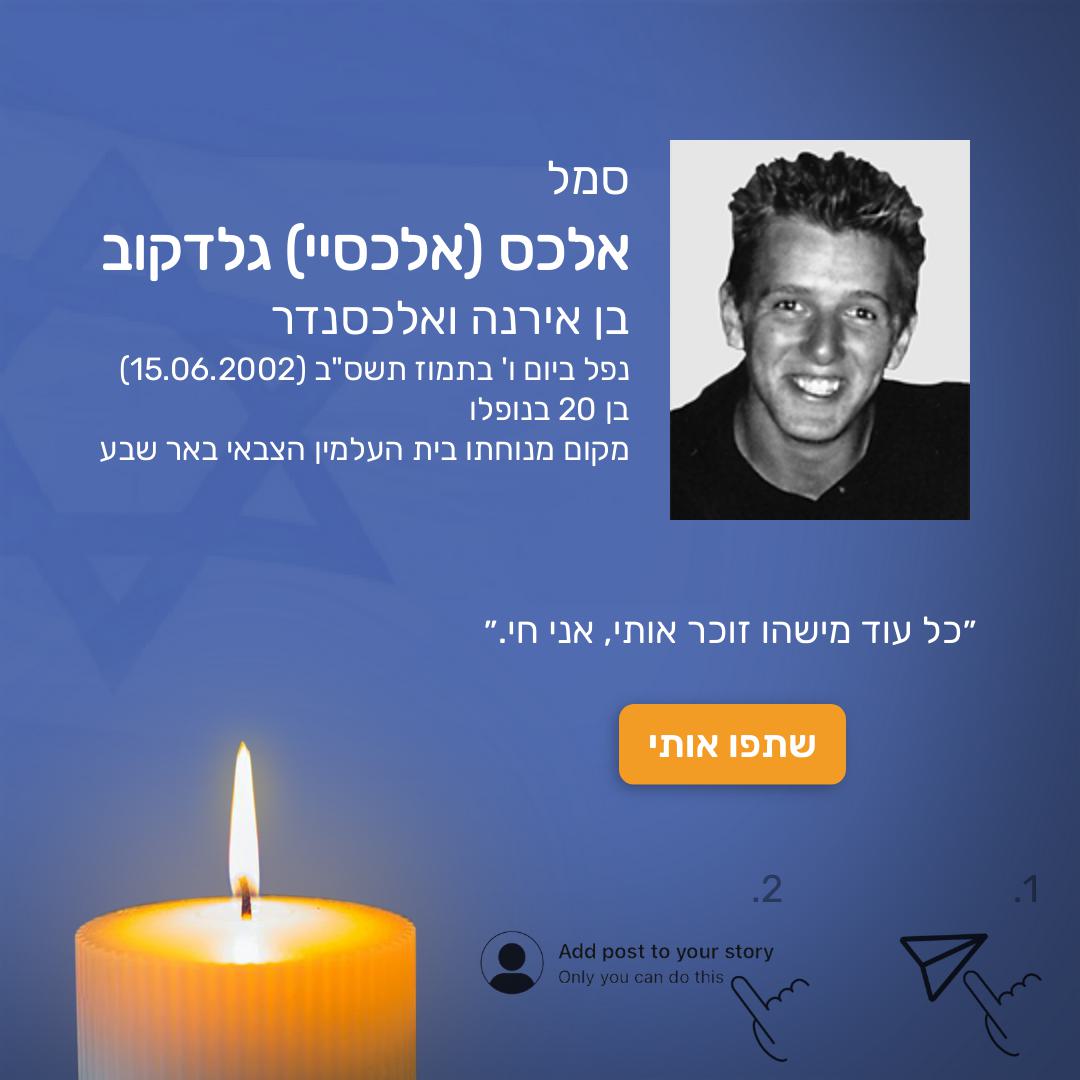 סמל
אלכס (אלכסיי) גלדקוב
בן אירנה ואלכסנדר
נפל ביום ו' בתמוז תשס"ב (15.06.2002)
בן 20 בנופלו
מקום מנוחתו בית העלמין הצבאי באר שבע
״כל עוד מישהו זוכר אותי, אני חי.״
שתפו אותי
1.
2.
Add post to your story
Only you can do this